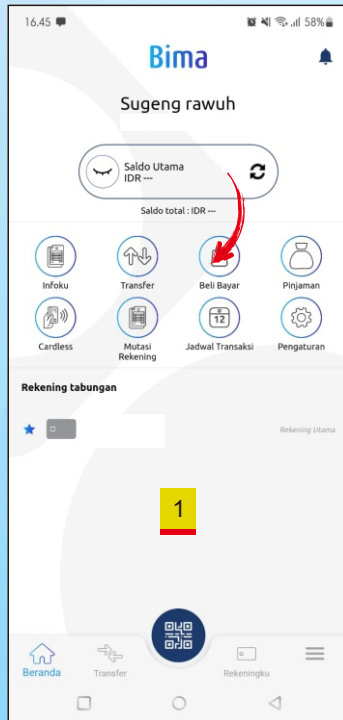 16.45 58%
Bima
Sugeng rawuh
Saldo Utama
IDR ---
Saldo total : IDR ---
Infoku Transfer Beli Bayar Pinjaman
12
Cardless Mutasi Rekening Jadwal Transaksi Pengaturan
Rekening tabungan
Rekening Utama
1
Beranda Transfer Rekeningku